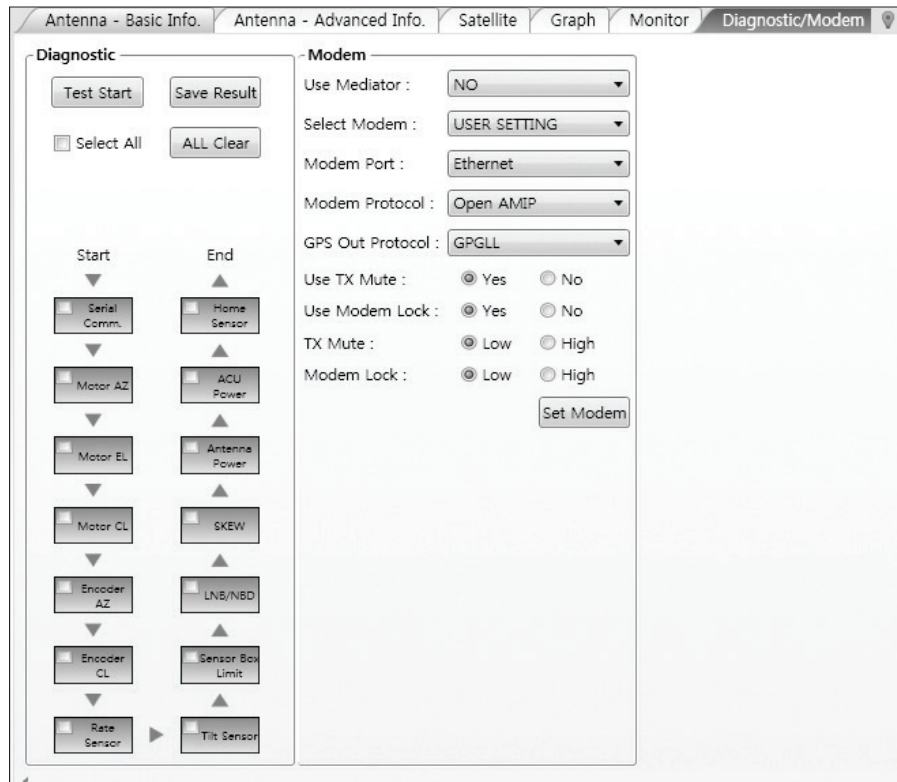 Antenna - Basic Info.
Antenna - Advanced Info.
Satellite
Graph
Monitor
Diagnostic/Modem
Diagnostic
Test Start
Save Result
Select All
ALL Clear
Start
End
Serial
Comm.
Home
Sensor
Motor AZ
ACU
Power
Motor EL
Antenna
Power
Motor CL
SKEW
Encoder
AZ
LNB/NBD
Encoder
CL
Sensor Box
Limit
Rate
Sensor
Tilt Sensor
Modem
Use Mediator : NO
Select Modem : USER SETTING
Modem Port : Ethernet
Modem Protocol : Open AMIP
GPS Out Protocol : GPGLL
Use TX Mute : Yes No
Use Modem Lock : Yes No
TX Mute : Low High
Modem Lock : Low High
Set Modem